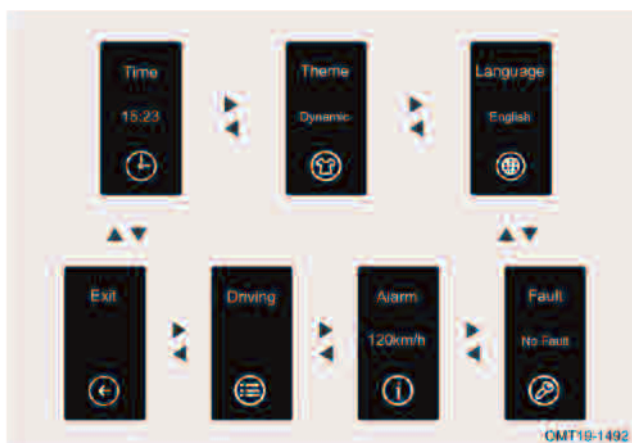 Time
15:23
Theme
Dynamic
Language
English
Exit
Driving
Alarm
120km/h
Fault
No Fault
OMT19-1492